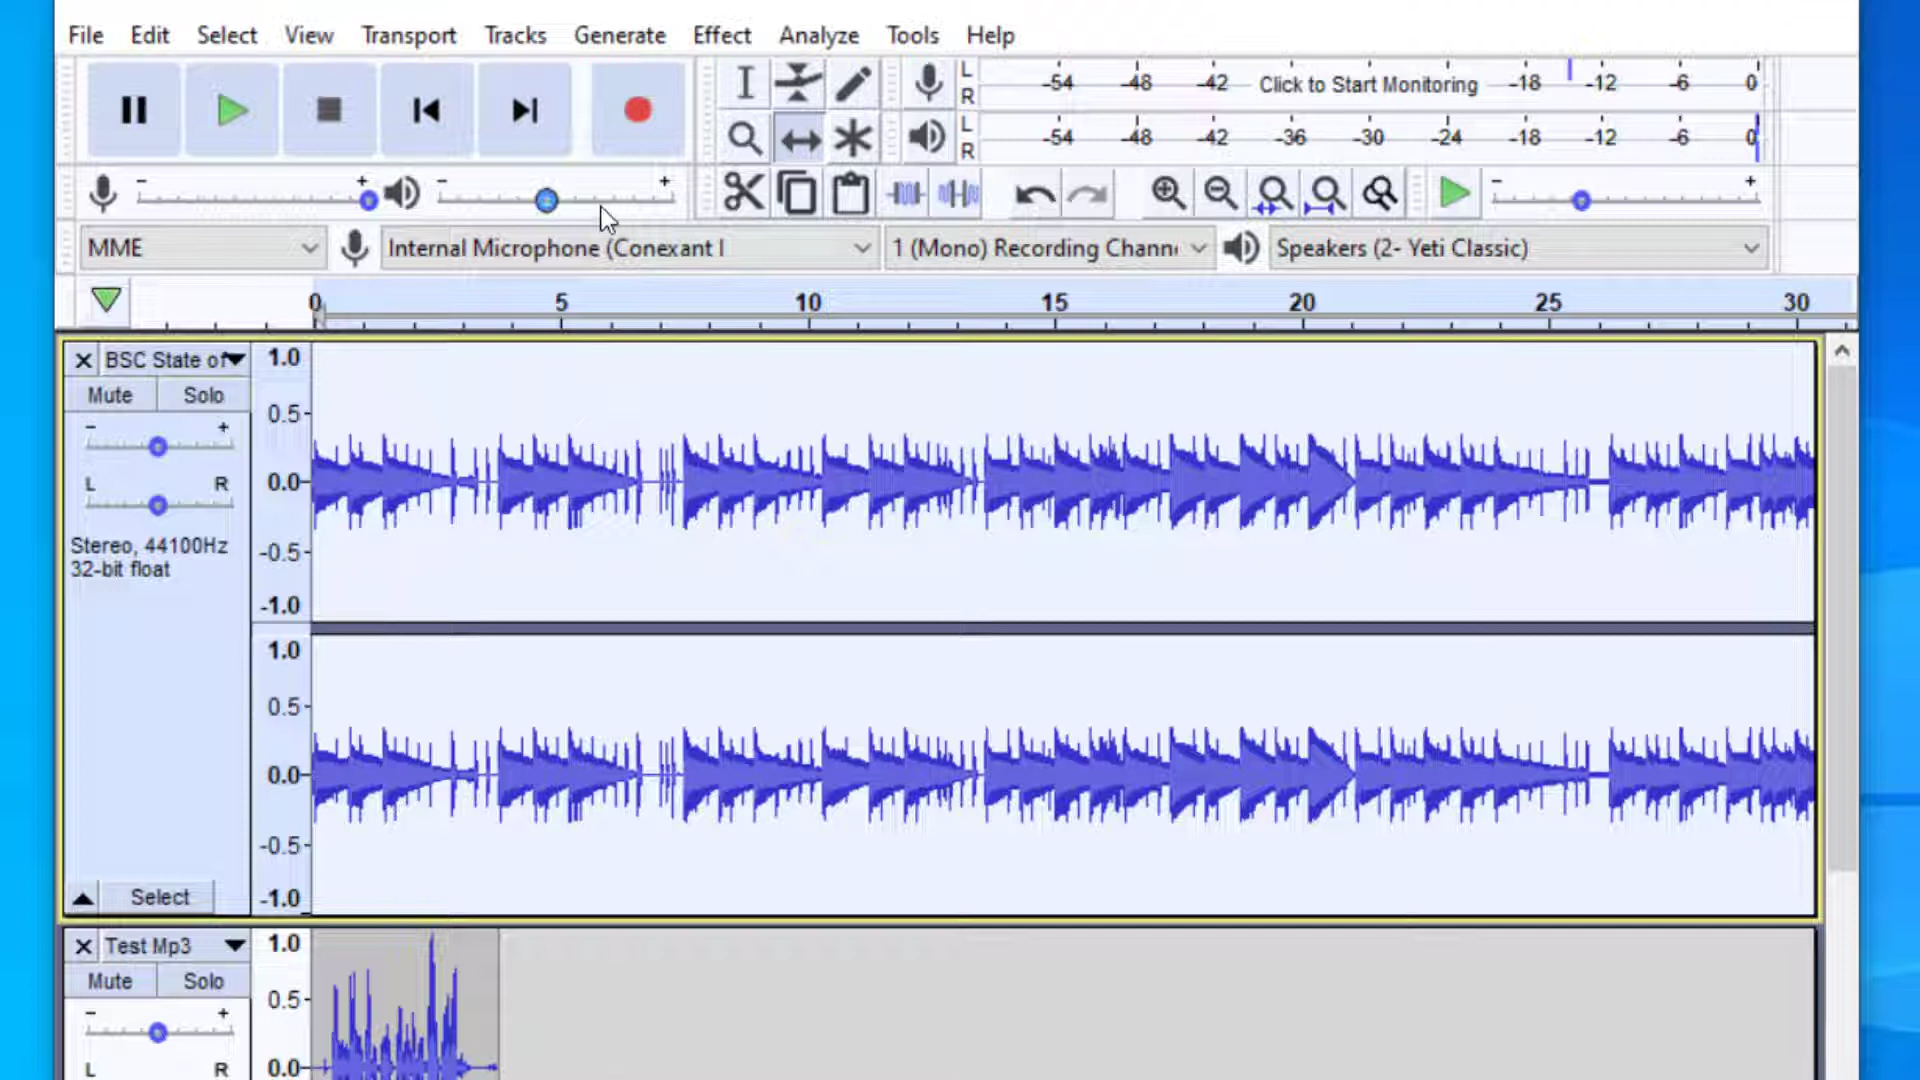 File Edit Select View Transport Tracks Generate Effect Analyze Tools Help
L R -54 -48 -42 Click to Start Monitoring -18 -12 -6 0
L R -54 -48 -42 -36 -30 -24 -18 -12 -6 0
- + - + - +
MME Internal Microphone (Conexant I 1 (Mono) Recording Chann Speakers (2- Yeti Classic)
0 5 10 15 20 25 30
BSC State of 1.0
Mute Solo 0.5
- +
0.0
L R
Stereo, 44100Hz -0.5
32-bit float
-1.0
1.0
0.5
0.0
-0.5
Select -1.0
Test Mp3 1.0
Mute Solo 0.5
- +
L R 0.0